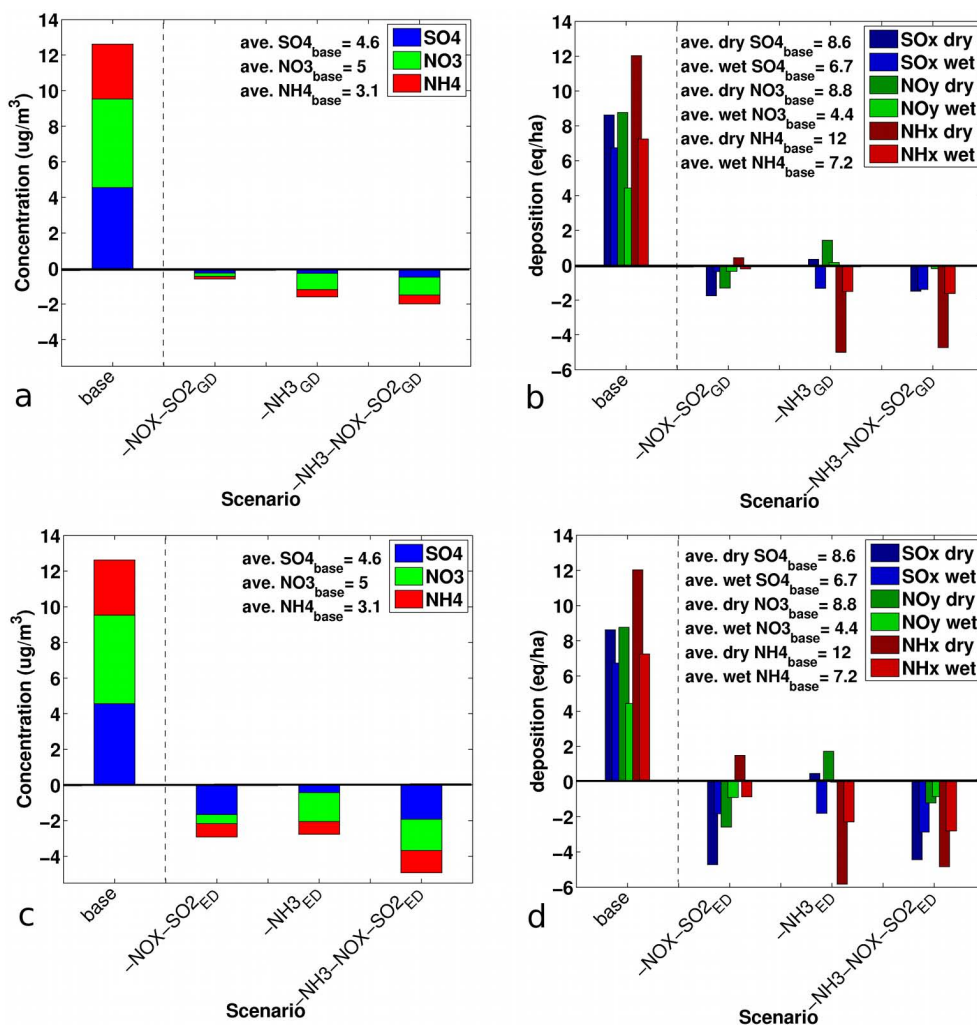 14
12
10
8
6
4
2
0
−2
−4
Concentration (ug/m3)
ave. SO4base= 4.6
ave. NO3base= 5
ave. NH4base= 3.1
SO4
NO3
NH4
a
base
−NOX−SO2GD
−NH3GD
−NH3−NOX−SO2GD
Scenario
14
12
10
8
6
4
2
0
−2
−4
−6
deposition (eq/ha)
ave. dry SO4base= 8.6
ave. wet SO4base= 6.7
ave. dry NO3base= 8.8
ave. wet NO3base= 4.4
ave. dry NH4base= 12
ave. wet NH4base= 7.2
SOx dry
SOx wet
NOy dry
NOy wet
NHx dry
NHx wet
b
base
−NOX−SO2GD
−NH3GD
−NH3−NOX−SO2GD
Scenario
14
12
10
8
6
4
2
0
−2
−4
Concentration (ug/m3)
ave. SO4base= 4.6
ave. NO3base= 5
ave. NH4base= 3.1
SO4
NO3
NH4
c
base
−NOX−SO2ED
−NH3ED
−NH3−NOX−SO2ED
Scenario
14
12
10
8
6
4
2
0
−2
−4
−6
deposition (eq/ha)
ave. dry SO4base= 8.6
ave. wet SO4base= 6.7
ave. dry NO3base= 8.8
ave. wet NO3base= 4.4
ave. dry NH4base= 12
ave. wet NH4base= 7.2
SOx dry
SOx wet
NOy dry
NOy wet
NHx dry
NHx wet
d
base
−NOX−SO2ED
−NH3ED
−NH3−NOX−SO2ED
Scenario